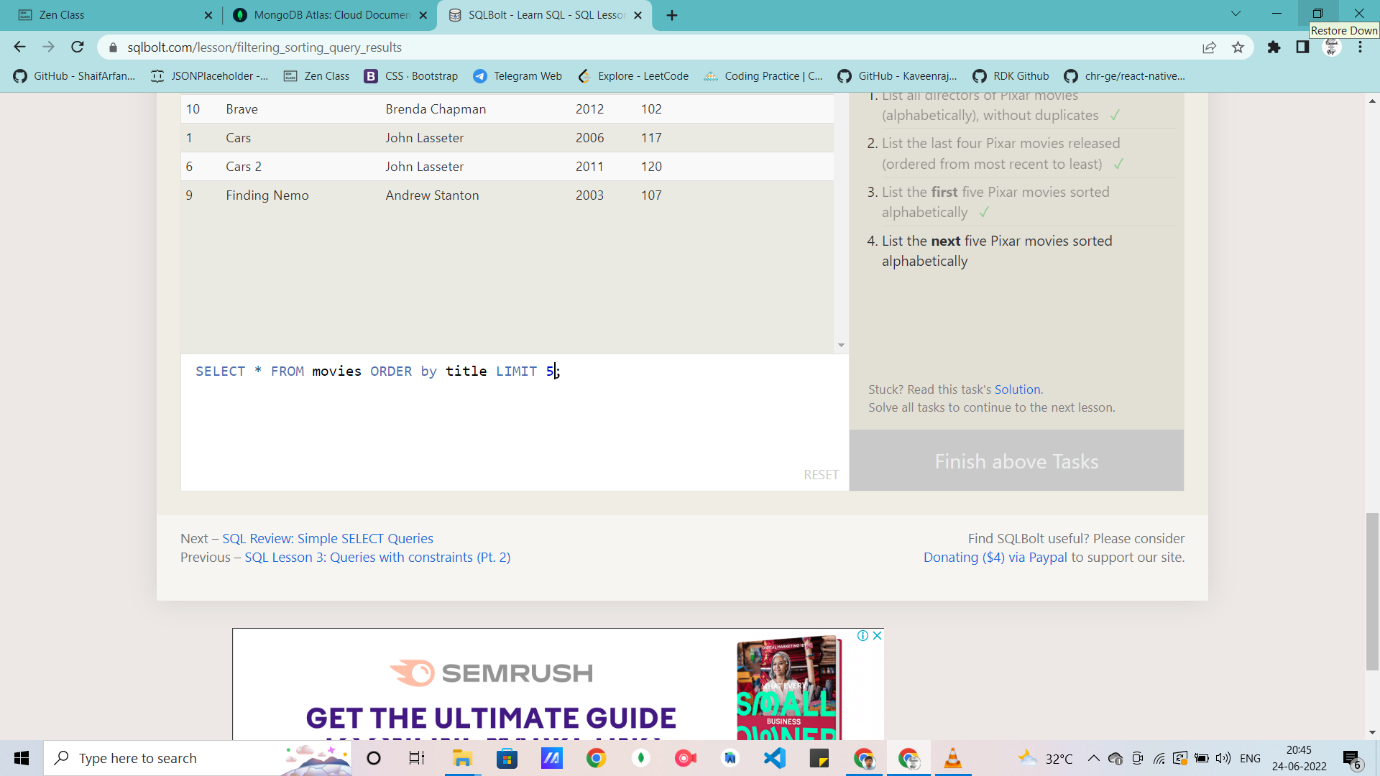 Zen Class
MongoDB Atlas: Cloud Documen
SQLBolt - Learn SQL - SQL Lesson
Restore Down
sqlbolt.com/lesson/filtering_sorting_query_results
GitHub - ShaifArfan...
JSONPlaceholder -...
Zen Class
CSS · Bootstrap
Telegram Web
Explore - LeetCode
Coding Practice | C...
GitHub - Kaveenraj...
RDK Github
chr-ge/react-native...
10 Brave Brenda Chapman 2012 102
1 Cars John Lasseter 2006 117
6 Cars 2 John Lasseter 2011 120
9 Finding Nemo Andrew Stanton 2003 107
1. List all directors of Pixar movies
(alphabetically), without duplicates ✓
2. List the last four Pixar movies released
(ordered from most recent to least) ✓
3. List the first five Pixar movies sorted
alphabetically ✓
4. List the next five Pixar movies sorted
alphabetically
SELECT * FROM movies ORDER by title LIMIT 5;
RESET
Stuck? Read this task's Solution.
Solve all tasks to continue to the next lesson.
Finish above Tasks
Next – SQL Review: Simple SELECT Queries
Previous – SQL Lesson 3: Queries with constraints (Pt. 2)
Find SQLBolt useful? Please consider
Donating ($4) via Paypal to support our site.
SEMRUSH
GET THE ULTIMATE GUIDE
SMALL
BUSINESS
OWNER
Type here to search
32°C
ENG
20:45
24-06-2022
6